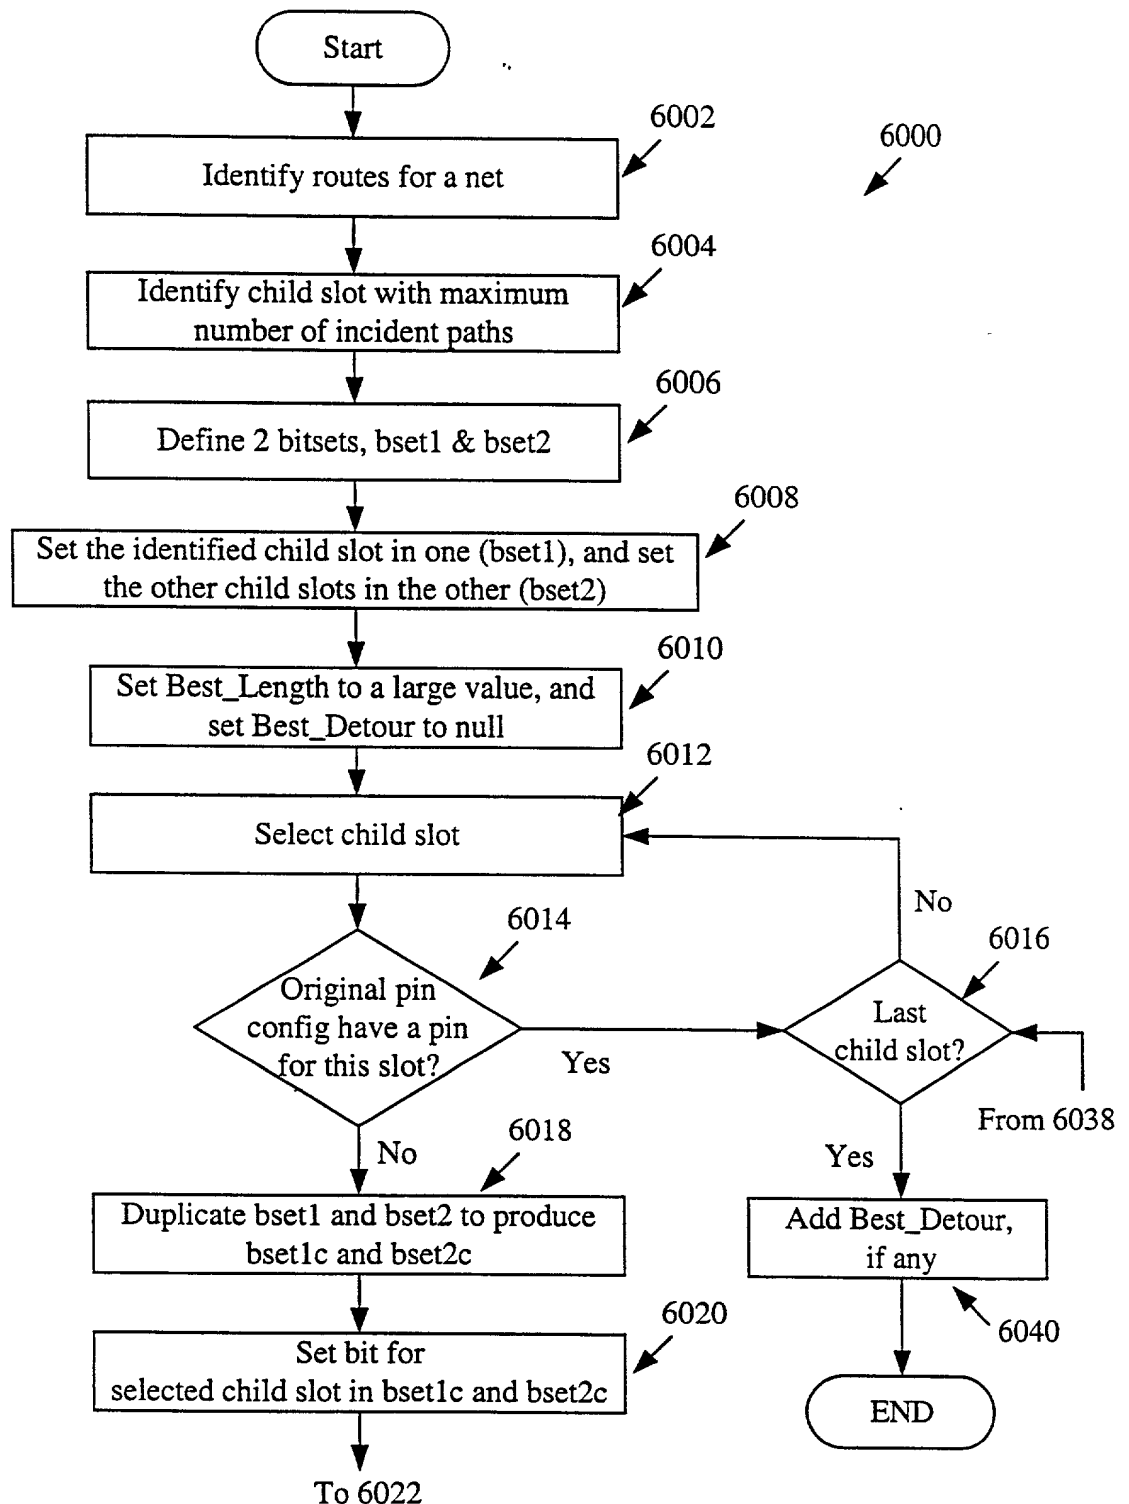 Start
6002
6000
Identify routes for a net
6004
Identify child slot with maximum
number of incident paths
6006
Define 2 bitsets, bset1 & bset2
6008
Set the identified child slot in one (bset1), and set
the other child slots in the other (bset2)
6010
Set Best_Length to a large value, and
set Best_Detour to null
6012
Select child slot
No
6014
6016
Original pin
config have a pin
for this slot?
Last
child slot?
Yes
From 6038
No
6018
Yes
Duplicate bset1 and bset2 to produce
bset1c and bset2c
Add Best_Detour,
if any
6020
6040
Set bit for
selected child slot in bset1c and bset2c
END
To 6022